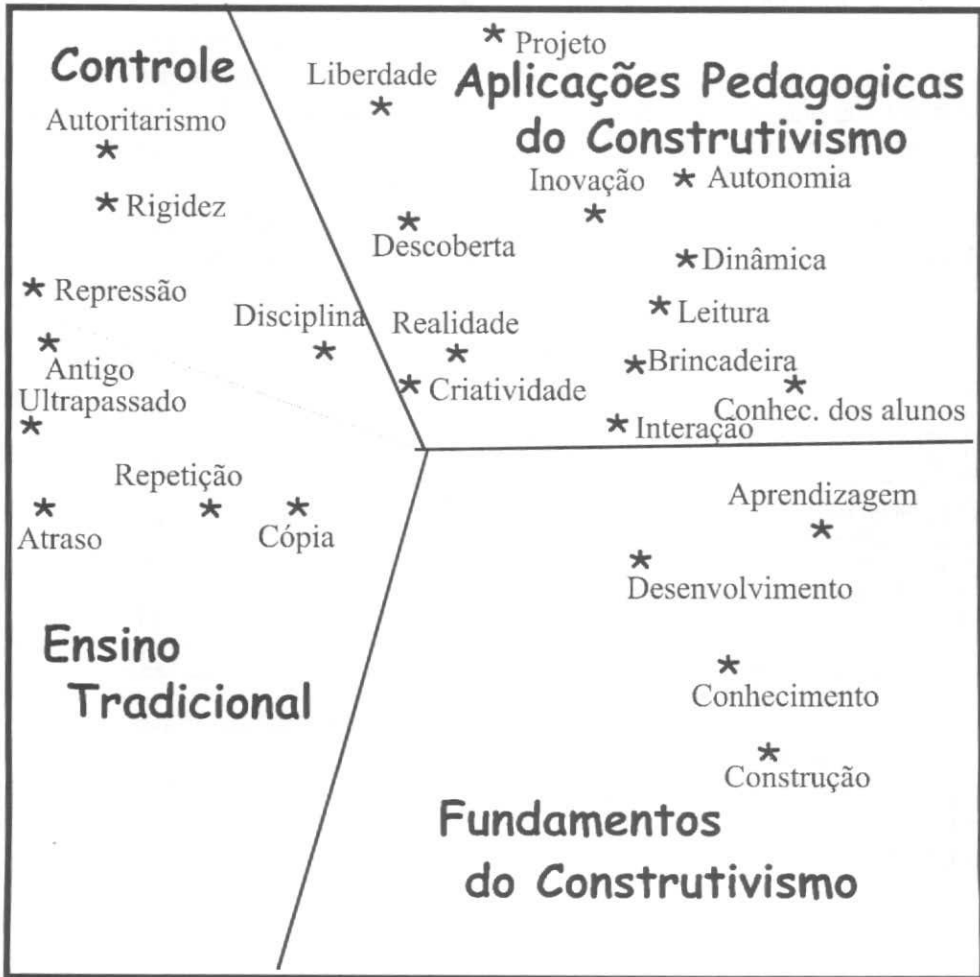 Controle
Autoritarismo
Rigidez
Repressão
Disciplina
Antigo
Ultrapassado
Repetição
Atraso
Cópia
Ensino
Tradicional
Projeto
Liberdade
Aplicações Pedagogicas
do Construtivismo
Inovação
Autonomia
Descoberta
Dinâmica
Leitura
Realidade
Brincadeira
Criatividade
Conhec. dos alunos
Interação
Aprendizagem
Desenvolvimento
Conhecimento
Construção
Fundamentos
do Construtivismo